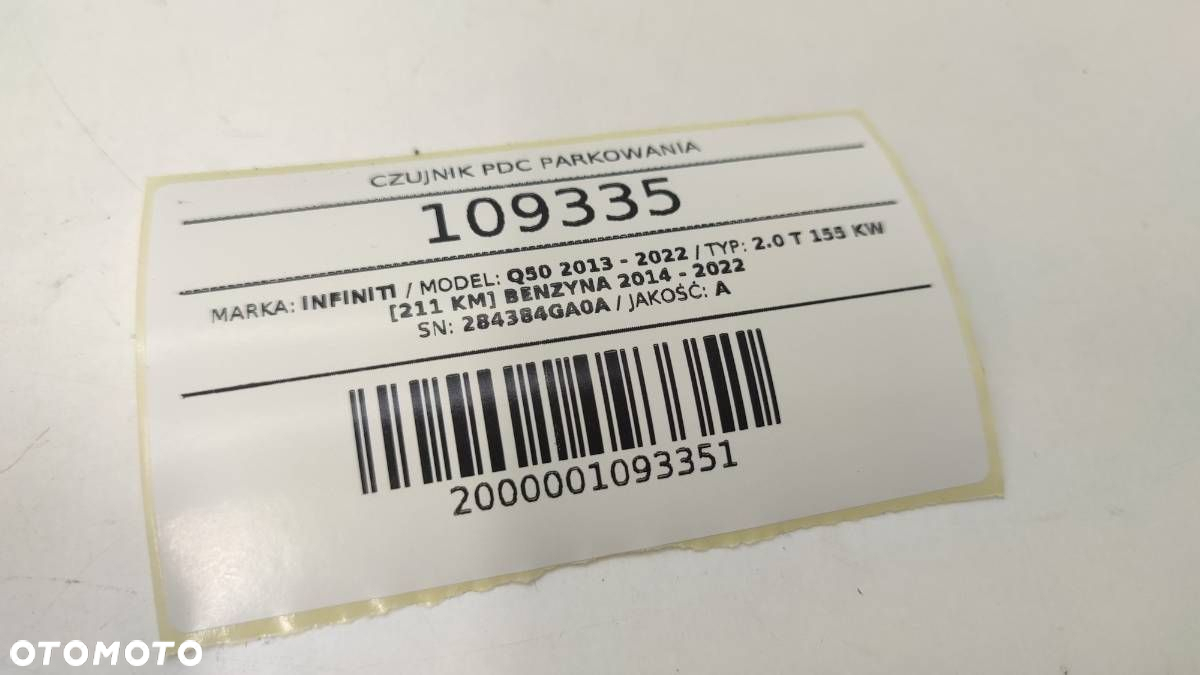 CZUJNIK PDC PARKOWANIA
109335
MARKA: INFINITI / MODEL: Q50 2013 - 2022 / TYP: 2.0 T 155 KW
[211 KM] BENZYNA 2014 - 2022
SN: 284384GA0A / JAKOŚĆ: A
2000001093351
OTOMOTO